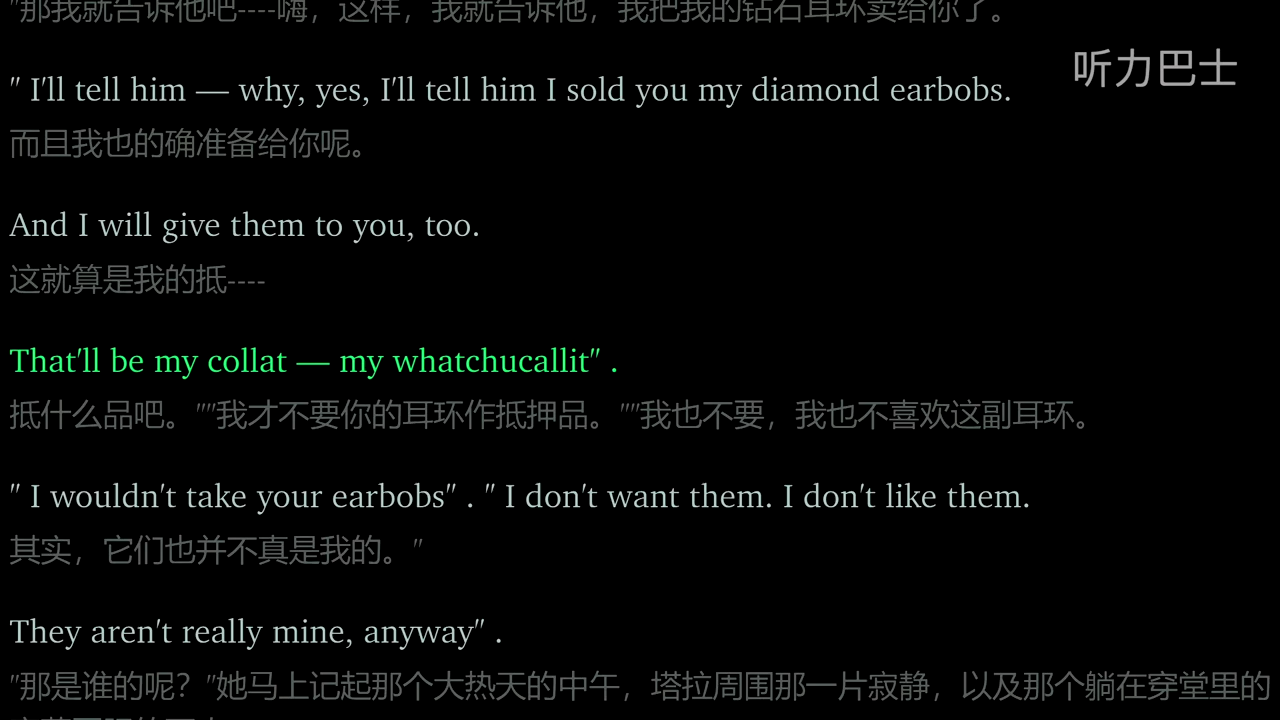 "那我就告诉他吧----嗨，这样，我就告诉他，我把我的钻石耳环卖给你了。
听力巴士
" I'll tell him — why, yes, I'll tell him I sold you my diamond earbobs.
而且我也的确准备给你呢。
And I will give them to you, too.
这就算是我的抵----
That'll be my collat — my whatchucallit" .
抵什么品吧。""我才不要你的耳环作抵押品。""我也不要，我也不喜欢这副耳环。
" I wouldn't take your earbobs" . " I don't want them. I don't like them.
其实，它们也并不真是我的。"
They aren't really mine, anyway" .
"那是谁的呢？"她马上记起那个大热天的中午，塔拉周围那一片寂静，以及那个躺在穿堂里的